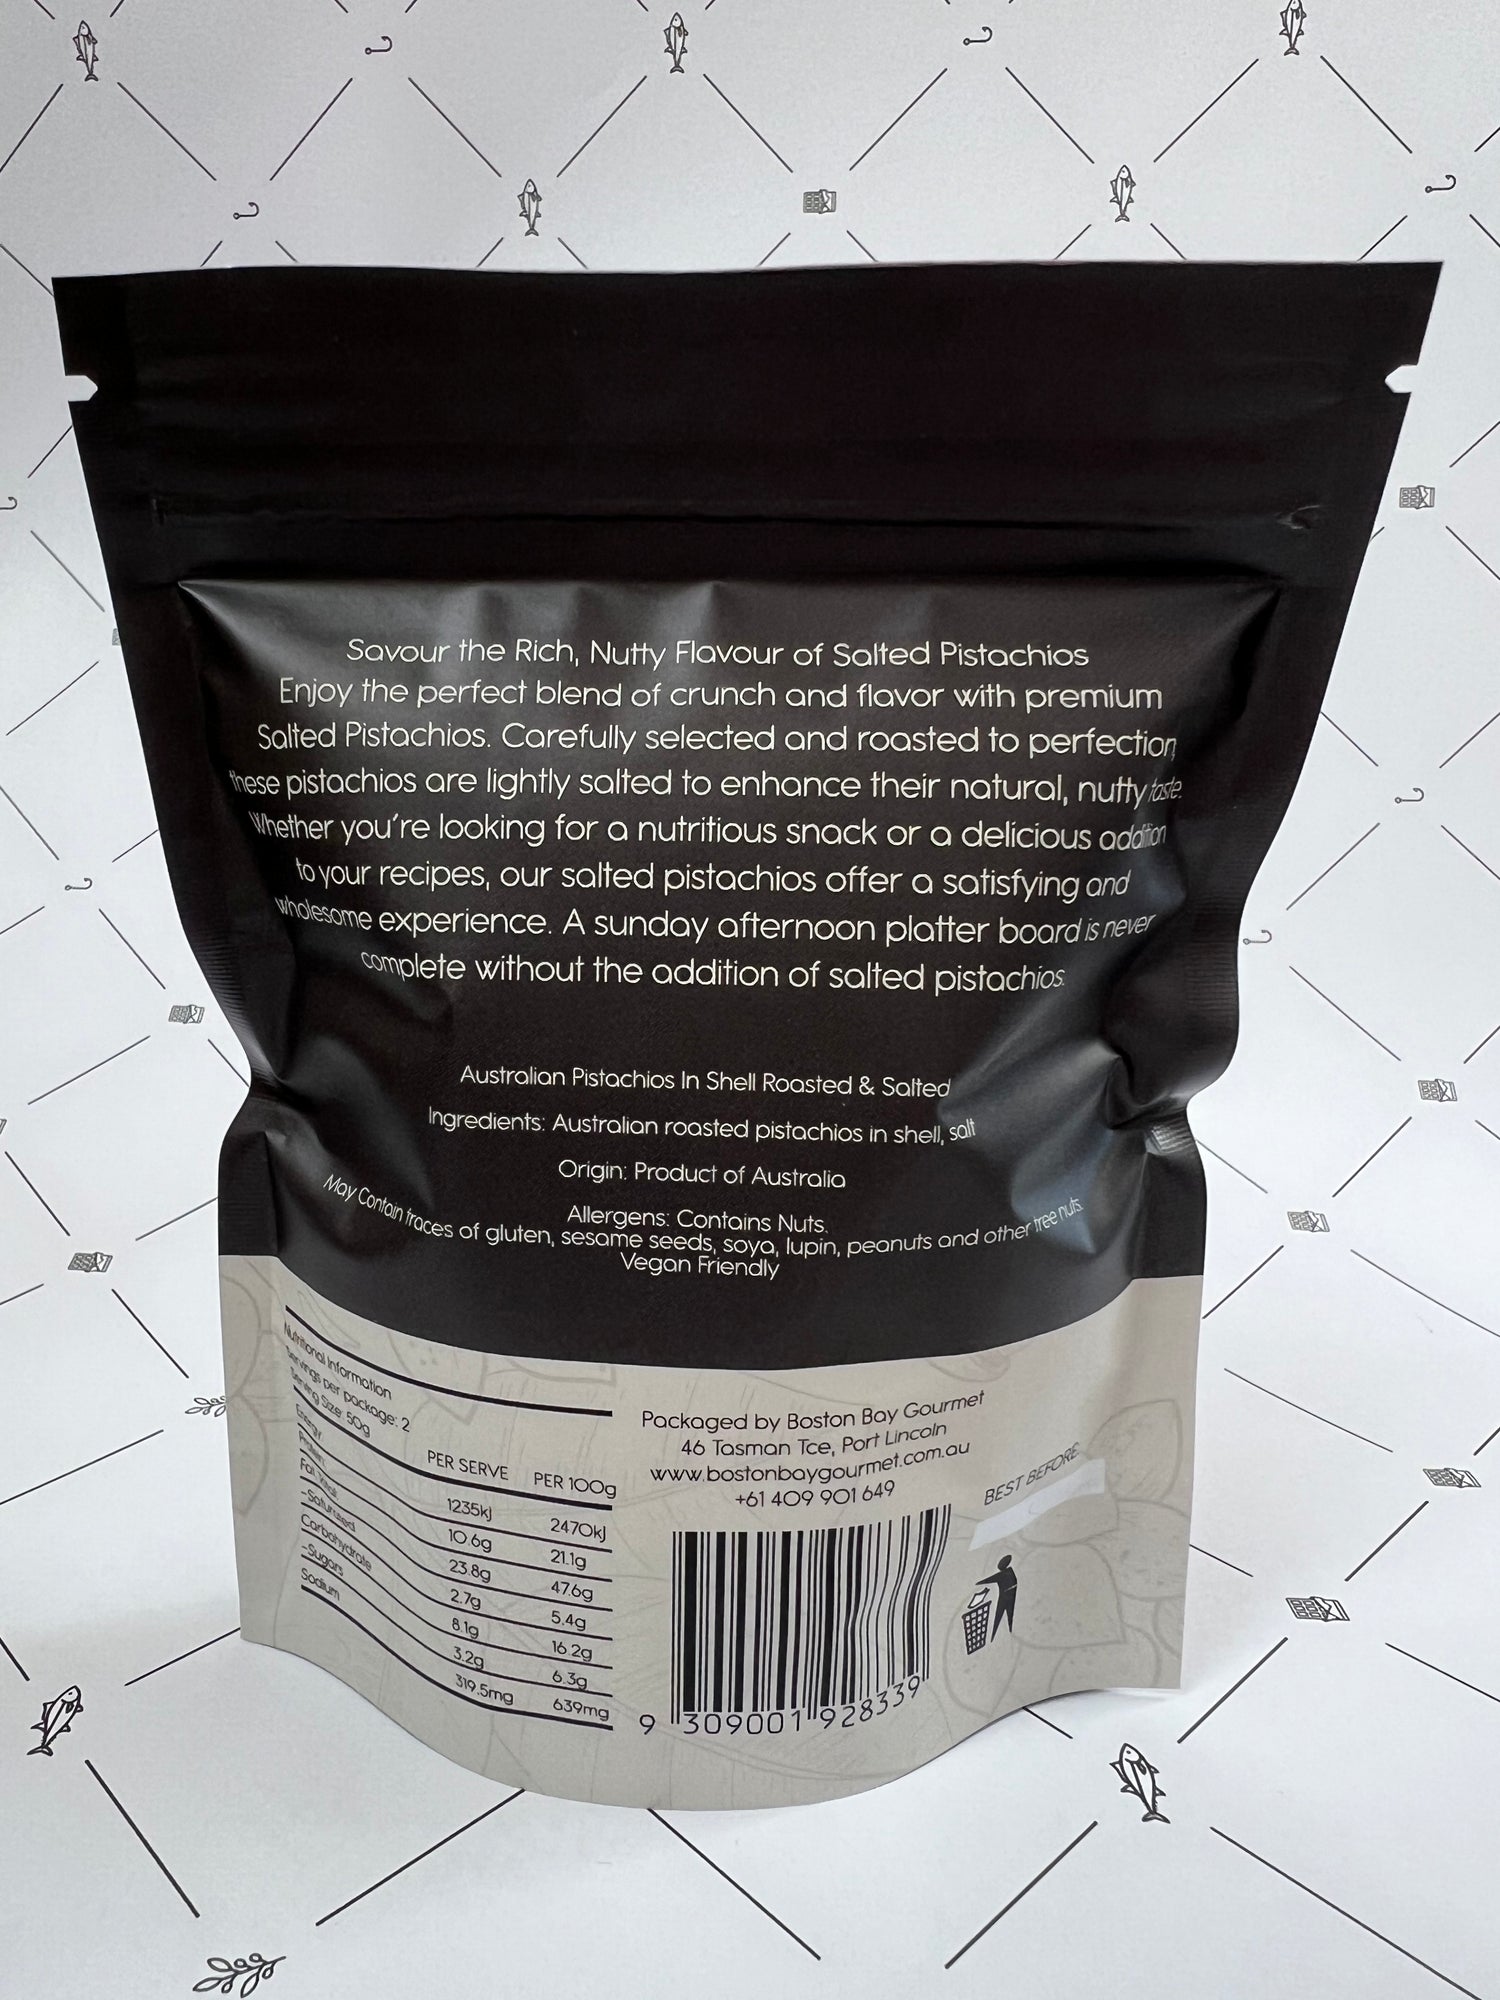 Savour the Rich, Nutty Flavour of Salted Pistachios
Enjoy the perfect blend of crunch and flavor with premium
Salted Pistachios. Carefully selected and roasted to perfection,
these pistachios are lightly salted to enhance their natural, nutty taste.
Whether you're looking for a nutritious snack or a delicious addition
to your recipes, our salted pistachios offer a satisfying and
wholesome experience. A sunday afternoon platter board is never
complete without the addition of salted pistachios.
Australian Pistachios In Shell Roasted & Salted
Ingredients: Australian roasted pistachios in shell, salt
Origin: Product of Australia
Allergens: Contains Nuts.
May Contain traces of gluten, sesame seeds, soya, lupin, peanuts and other tree nuts.
Vegan Friendly
Nutritional Information
Servings per package: 2
Serving Size: 50g
PER SERVE PER 100g
Energy 1235kJ 2470kJ
Protein 10.6g 21.1g
Fat, total 23.8g 47.6g
-Saturated 2.7g 5.4g
Carbohydrate 8.1g 16.2g
-Sugars 3.2g 6.3g
Sodium 319.5mg 639mg
Packaged by Boston Bay Gourmet
46 Tasman Tce, Port Lincoln
www.bostonbaygourmet.com.au
+61 409 901 649
BEST BEFORE:
9 309001 928339